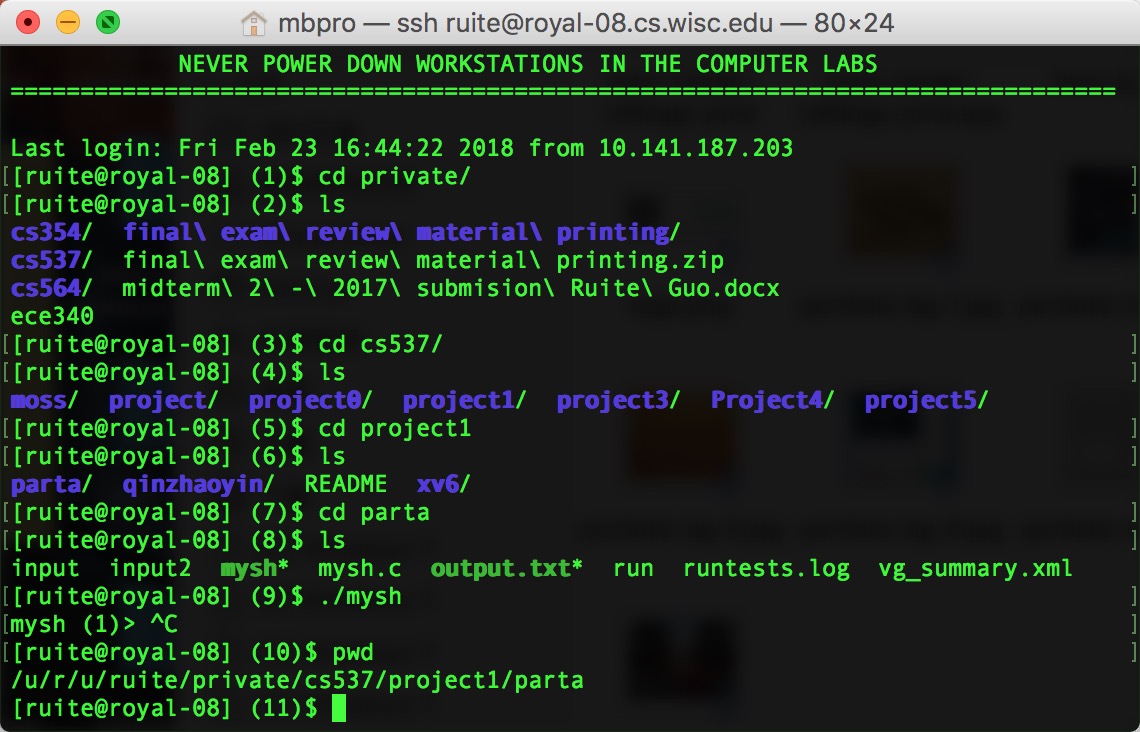 mbpro — ssh ruite@royal-08.cs.wisc.edu — 80×24
NEVER POWER DOWN WORKSTATIONS IN THE COMPUTER LABS
===============================================================================
Last login: Fri Feb 23 16:44:22 2018 from 10.141.187.203
[[ruite@royal-08] (1)$ cd private/ ]
[[ruite@royal-08] (2)$ ls ]
cs354/  final\ exam\ review\ material\ printing/
cs537/  final\ exam\ review\ material\ printing.zip
cs564/  midterm\ 2\ -\ 2017\ submision\ Ruite\ Guo.docx
ece340
[[ruite@royal-08] (3)$ cd cs537/ ]
[[ruite@royal-08] (4)$ ls ]
moss/  project/  project0/  project1/  project3/  Project4/  project5/
[[ruite@royal-08] (5)$ cd project1 ]
[[ruite@royal-08] (6)$ ls ]
parta/  qinzhaoyin/  README  xv6/
[[ruite@royal-08] (7)$ cd parta ]
[[ruite@royal-08] (8)$ ls ]
input  input2  mysh*  mysh.c  output.txt*  run  runtests.log  vg_summary.xml
[[ruite@royal-08] (9)$ ./mysh ]
[mysh (1)> ^C ]
[[ruite@royal-08] (10)$ pwd ]
/u/r/u/ruite/private/cs537/project1/parta
[ruite@royal-08] (11)$